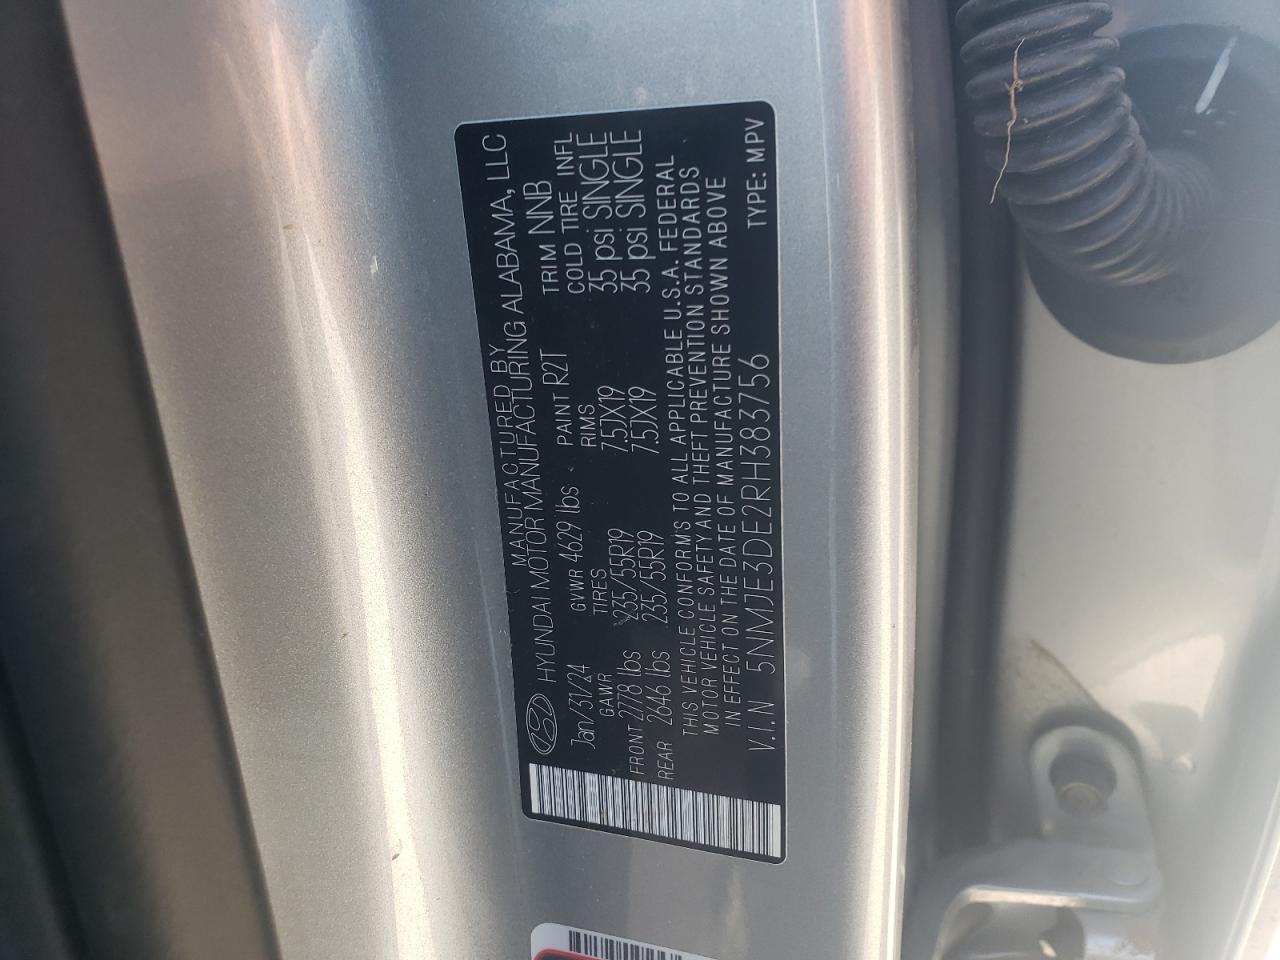 MANUFACTURED BY
HYUNDAI MOTOR MANUFACTURING ALABAMA, LLC
Jan/31/24 GVWR 4629 lbs PAINT R2T TRIM NNB
GAWR TIRES RIMS COLD TIRE INFL
FRONT 2778 lbs 235/55R19 7.5JX19 35 psi SINGLE
REAR 2646 lbs 235/55R19 7.5JX19 35 psi SINGLE
THIS VEHICLE CONFORMS TO ALL APPLICABLE U.S.A. FEDERAL
MOTOR VEHICLE SAFETY AND THEFT PREVENTION STANDARDS
IN EFFECT ON THE DATE OF MANUFACTURE SHOWN ABOVE
V.I.N 5NMJE3DE2RH383756 TYPE: MPV